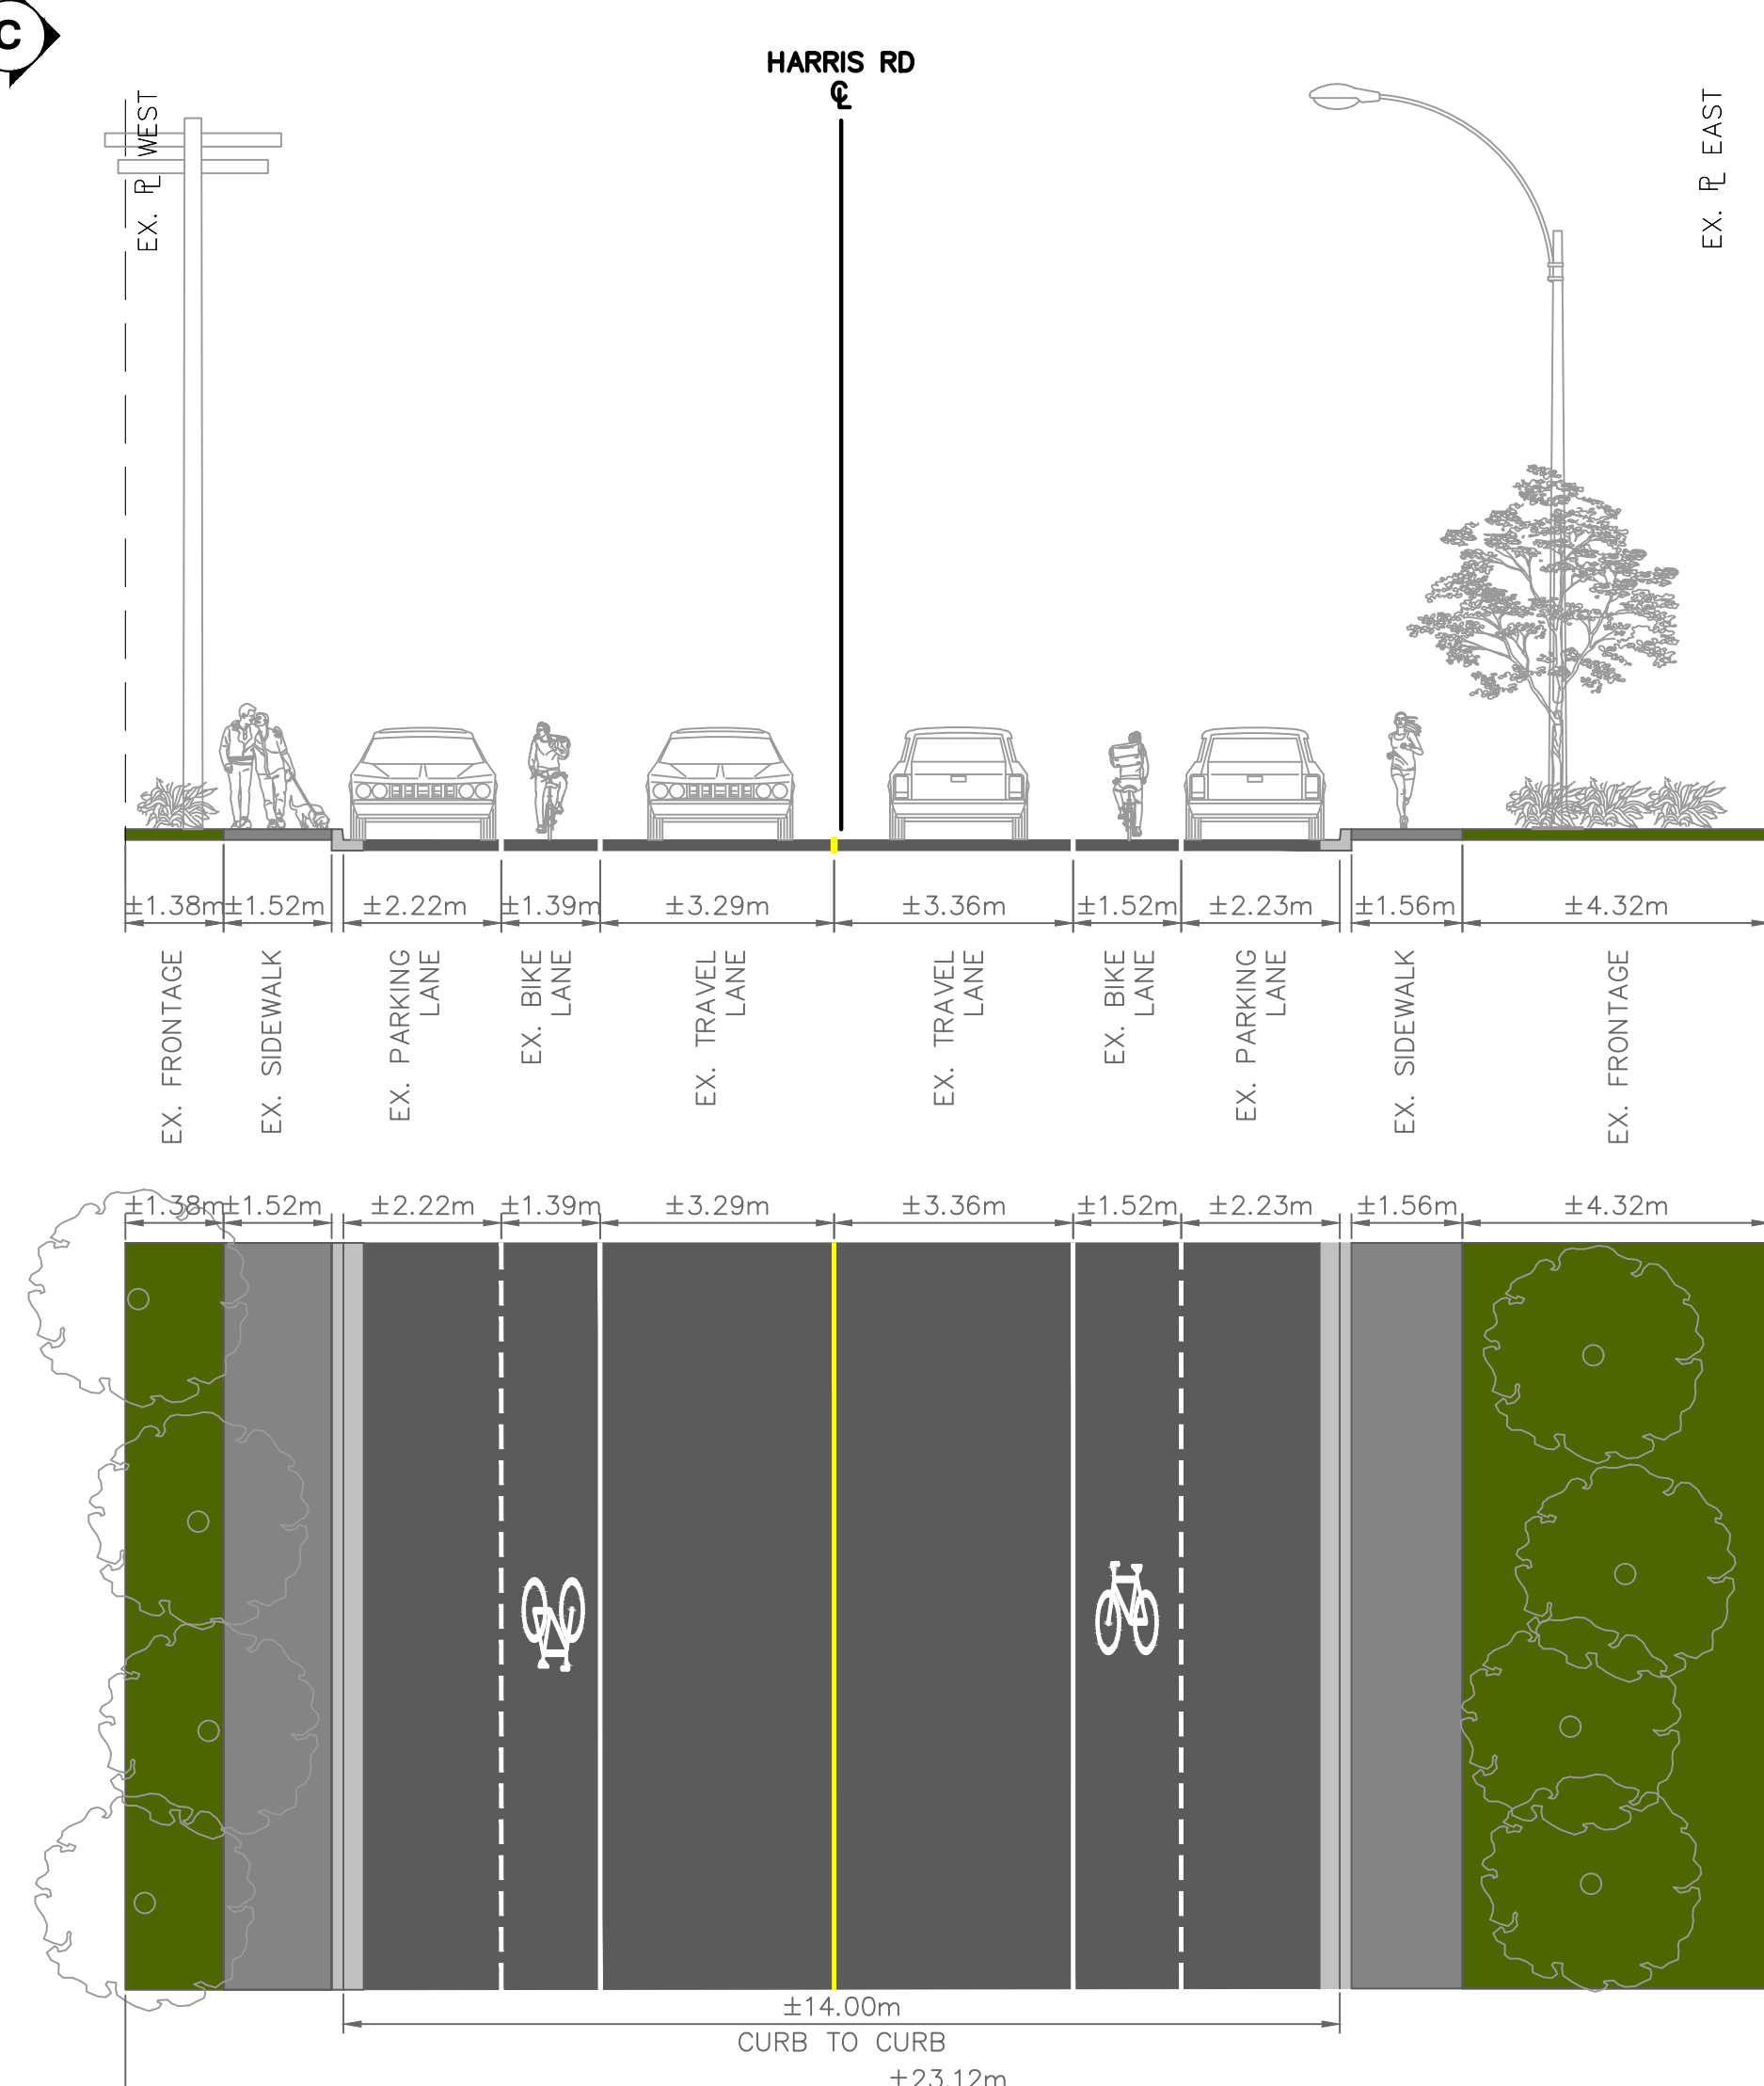 C
HARRIS RD
℄
EX. ⅊ WEST
EX. ⅊ EAST
±1.38m ±1.52m ±2.22m ±1.39m ±3.29m ±3.36m ±1.52m ±2.23m ±1.56m ±4.32m
EX. FRONTAGE
EX. SIDEWALK
EX. PARKING
LANE
EX. BIKE
LANE
EX. TRAVEL
LANE
EX. TRAVEL
LANE
EX. BIKE
LANE
EX. PARKING
LANE
EX. SIDEWALK
EX. FRONTAGE
±1.38m ±1.52m ±2.22m ±1.39m ±3.29m ±3.36m ±1.52m ±2.23m ±1.56m ±4.32m
±14.00m
CURB TO CURB
±23.12m